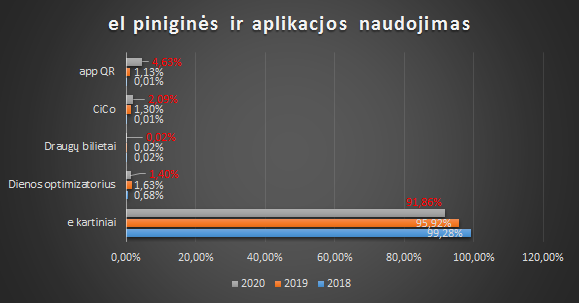 el piniginės ir aplikacjos naudojimas
app QR
4,63%
1,13%
0,01%
CiCo
2,09%
1,30%
0,01%
Draugų bilietai
0,02%
0,02%
0,02%
Dienos optimizatorius
1,40%
1,63%
0,68%
e kartiniai
91,86%
95,92%
99,28%
0,00% 20,00% 40,00% 60,00% 80,00% 100,00% 120,00%
2020 2019 2018